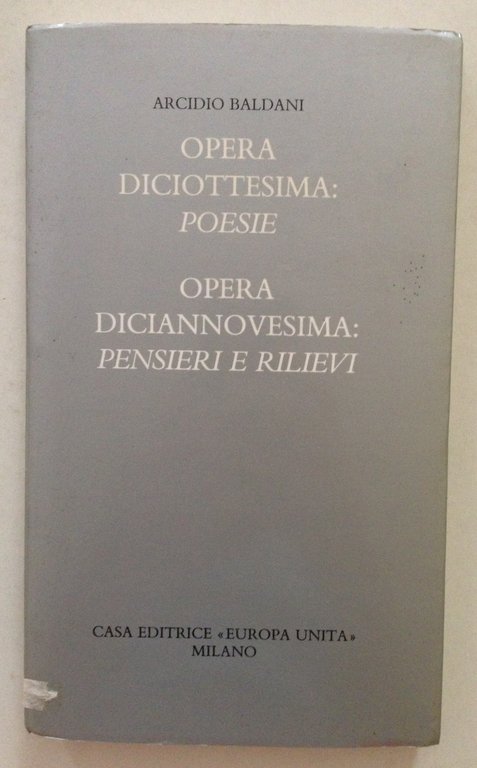 ARCIDIO BALDANI
OPERA
DICIOTTESIMA:
POESIE
OPERA
DICIANNOVESIMA:
PENSIERI E RILIEVI
CASA EDITRICE «EUROPA UNITA»
MILANO